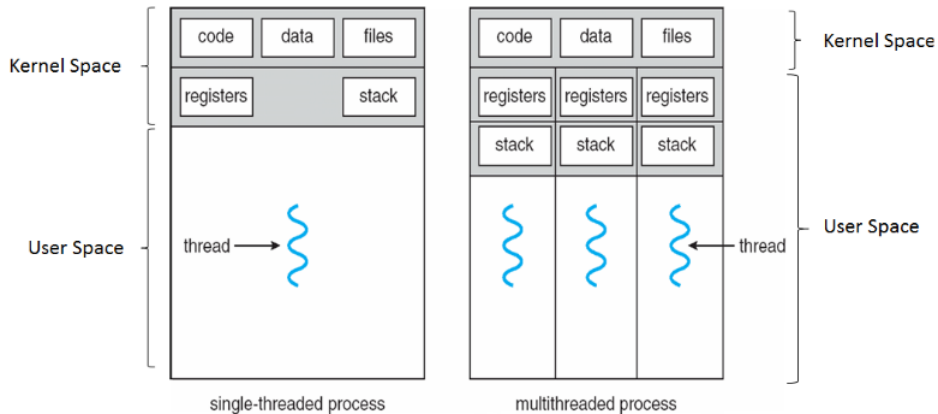 code data files code data files
Kernel Space Kernel Space
registers stack registers registers registers
stack stack stack
User Space thread thread User Space
single-threaded process multithreaded process